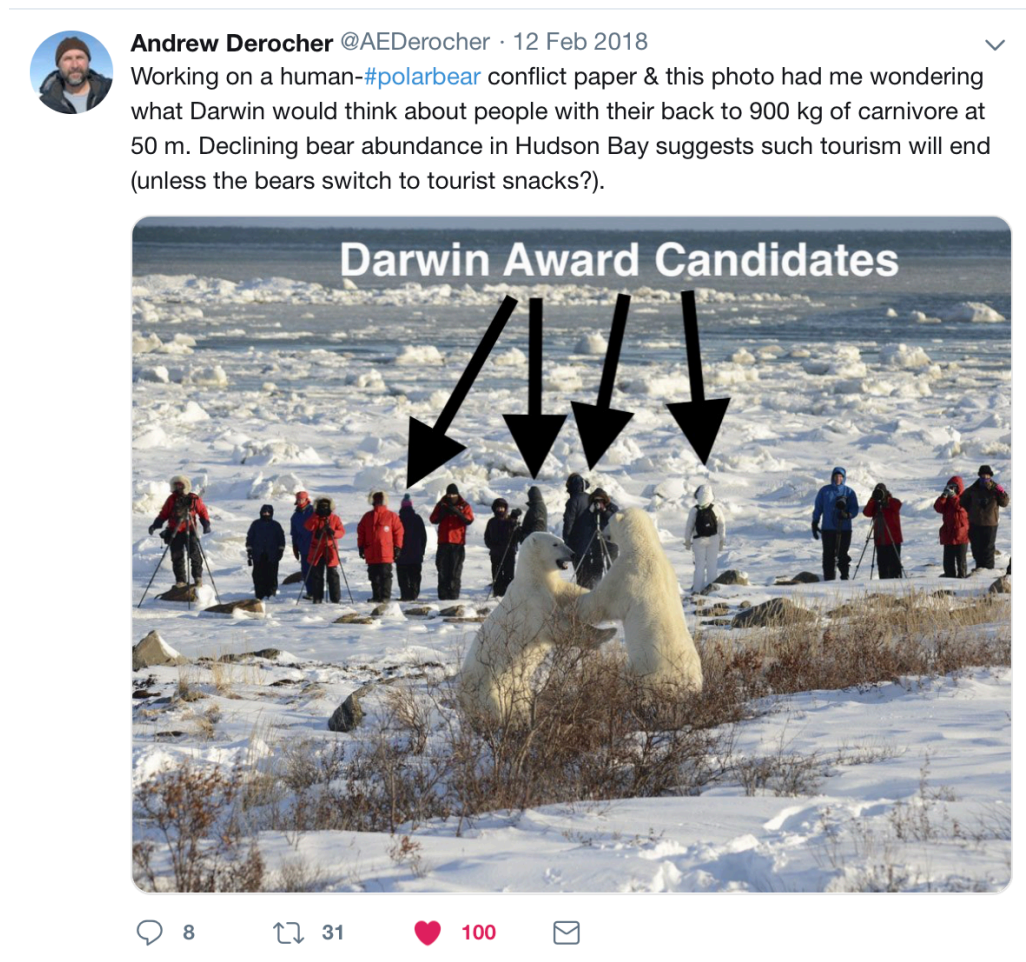 Andrew Derocher @AEDerocher · 12 Feb 2018
Working on a human-#polarbear conflict paper & this photo had me wondering
what Darwin would think about people with their back to 900 kg of carnivore at
50 m. Declining bear abundance in Hudson Bay suggests such tourism will end
(unless the bears switch to tourist snacks?).
Darwin Award Candidates
8 31 100